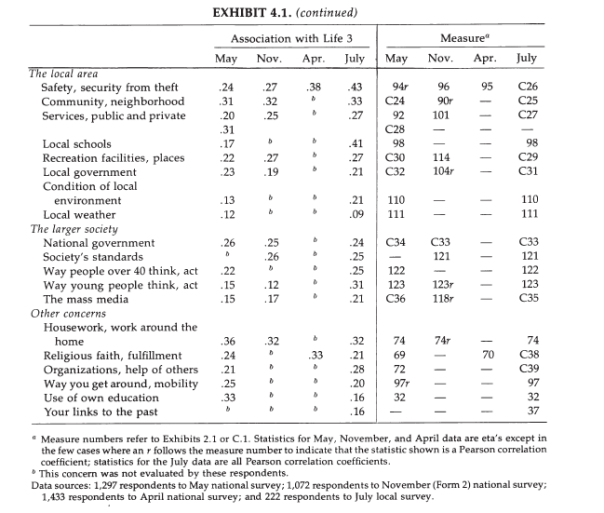 EXHIBIT 4.1. (continued)
Association with Life 3 Measureᵃ
May Nov. Apr. July May Nov. Apr. July
The local area
Safety, security from theft .24 .27 .38 .43 94r 96 95 C26
Community, neighborhood .31 .32 b .33 C24 90r — C25
Services, public and private .20 .25 b .27 92 101 — C27
.31 C28 — — —
Local schools .17 b b .41 98 — — 98
Recreation facilities, places .22 .27 b .27 C30 114 — C29
Local government .23 .19 b .21 C32 104r — C31
Condition of local
environment .13 b b .21 110 — — 110
Local weather .12 b b .09 111 — — 111
The larger society
National government .26 .25 b .24 C34 C33 — C33
Society's standards b .26 b .25 — 121 — 121
Way people over 40 think, act .22 b b .25 122 — — 122
Way young people think, act .15 .12 b .31 123 123r — 123
The mass media .15 .17 b .21 C36 118r — C35
Other concerns
Housework, work around the
home .36 .32 b .32 74 74r — 74
Religious faith, fulfillment .24 b .33 .21 69 — 70 C38
Organizations, help of others .21 b b .28 72 — — C39
Way you get around, mobility .25 b b .20 97r — — 97
Use of own education .33 b b .16 32 — — 32
Your links to the past b b b .16 — — — 37
ᵃ Measure numbers refer to Exhibits 2.1 or C.1. Statistics for May, November, and April data are eta's except in
the few cases where an r follows the measure number to indicate that the statistic shown is a Pearson correlation
coefficient; statistics for the July data are all Pearson correlation coefficients.
ᵇ This concern was not evaluated by these respondents.
Data sources: 1,297 respondents to May national survey; 1,072 respondents to November (Form 2) national survey;
1,433 respondents to April national survey; and 222 respondents to July local survey.